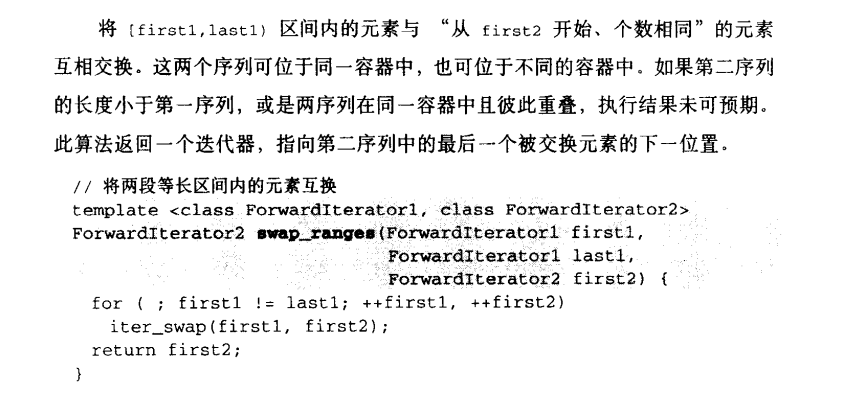 将 [first1,last1) 区间内的元素与 “从 first2 开始、个数相同”的元素
互相交换。这两个序列可位于同一容器中，也可位于不同的容器中。如果第二序列
的长度小于第一序列，或是两序列在同一容器中且彼此重叠，执行结果未可预期。
此算法返回一个迭代器，指向第二序列中的最后一个被交换元素的下一位置。
// 将两段等长区间内的元素互换
template <class ForwardIterator1, class ForwardIterator2>
ForwardIterator2 swap_ranges(ForwardIterator1 first1,
ForwardIterator1 last1,
ForwardIterator2 first2) {
for ( ; first1 != last1; ++first1, ++first2)
iter_swap(first1, first2);
return first2;
}